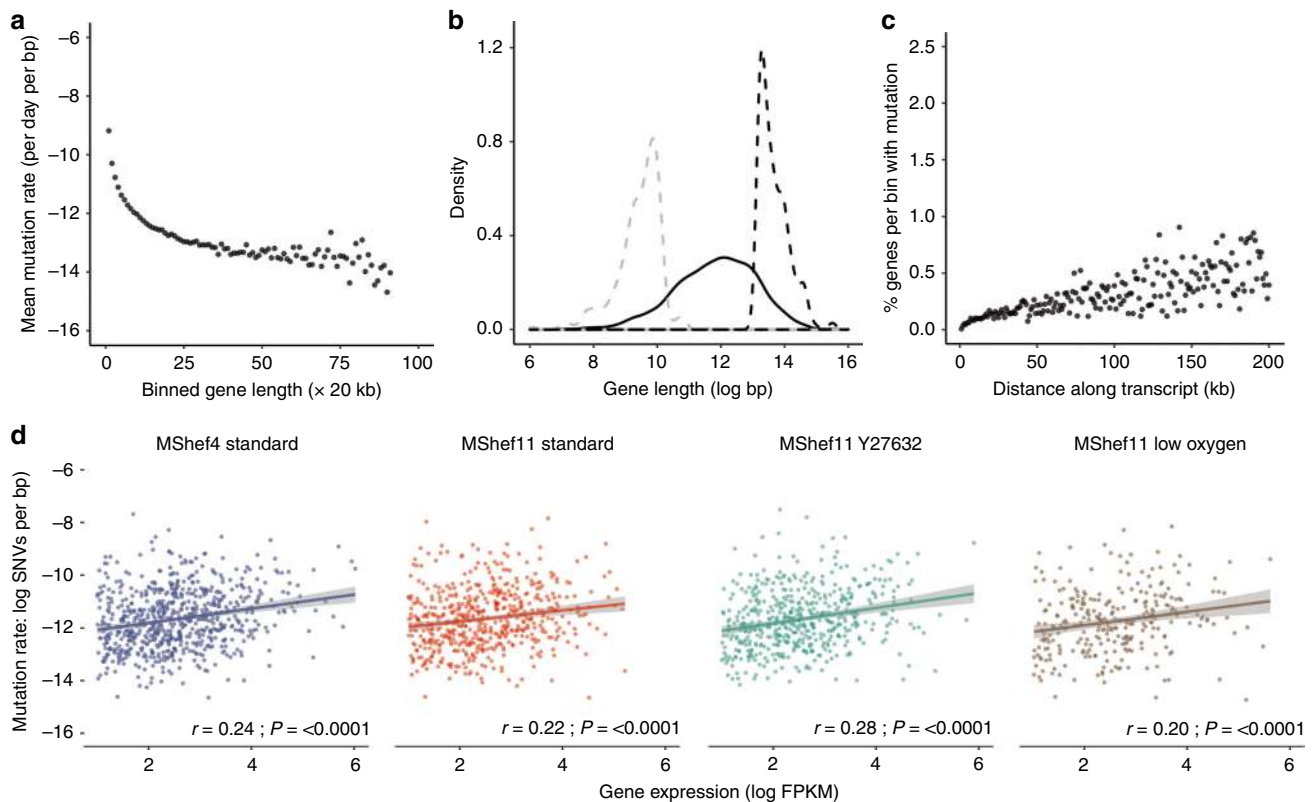 a
Mean mutation rate (per day per bp)
−6
−8
−10
−12
−14
−16
0
25
50
75
100
Binned gene length (× 20 kb)
b
Density
1.2
0.8
0.4
0.0
6
8
10
12
14
16
Gene length (log bp)
c
% genes per bin with mutation
2.5
2.0
1.5
1.0
0.5
0.0
0
50
100
150
200
Distance along transcript (kb)
d
Mutation rate: log SNVs per bp)
−6
−8
−10
−12
−14
−16
MShef4 standard
r = 0.24 ; P = <0.0001
2
4
6
MShef11 standard
r = 0.22 ; P = <0.0001
2
4
6
MShef11 Y27632
r = 0.28 ; P = <0.0001
2
4
6
MShef11 low oxygen
r = 0.20 ; P = <0.0001
2
4
6
Gene expression (log FPKM)